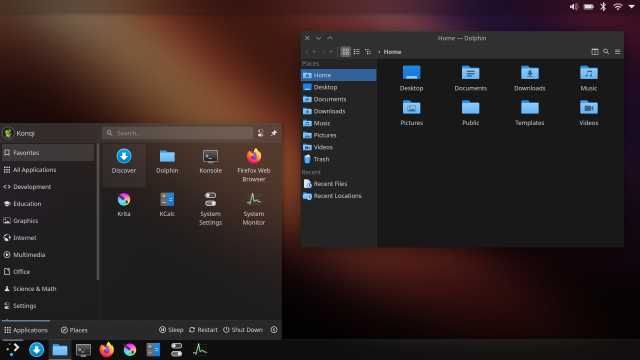 Home — Dolphin
Home
Places
Home
Desktop
Documents
Downloads
Music
Pictures
Videos
Trash
Recent
Recent Files
Recent Locations
Desktop
Documents
Downloads
Music
Pictures
Public
Templates
Videos
Konqi
Search...
Favorites
All Applications
Development
Education
Graphics
Internet
Multimedia
Office
Science & Math
Settings
Discover
Dolphin
Konsole
Firefox Web
Browser
Krita
KCalc
System
Settings
System
Monitor
Applications
Places
Sleep
Restart
Shut Down